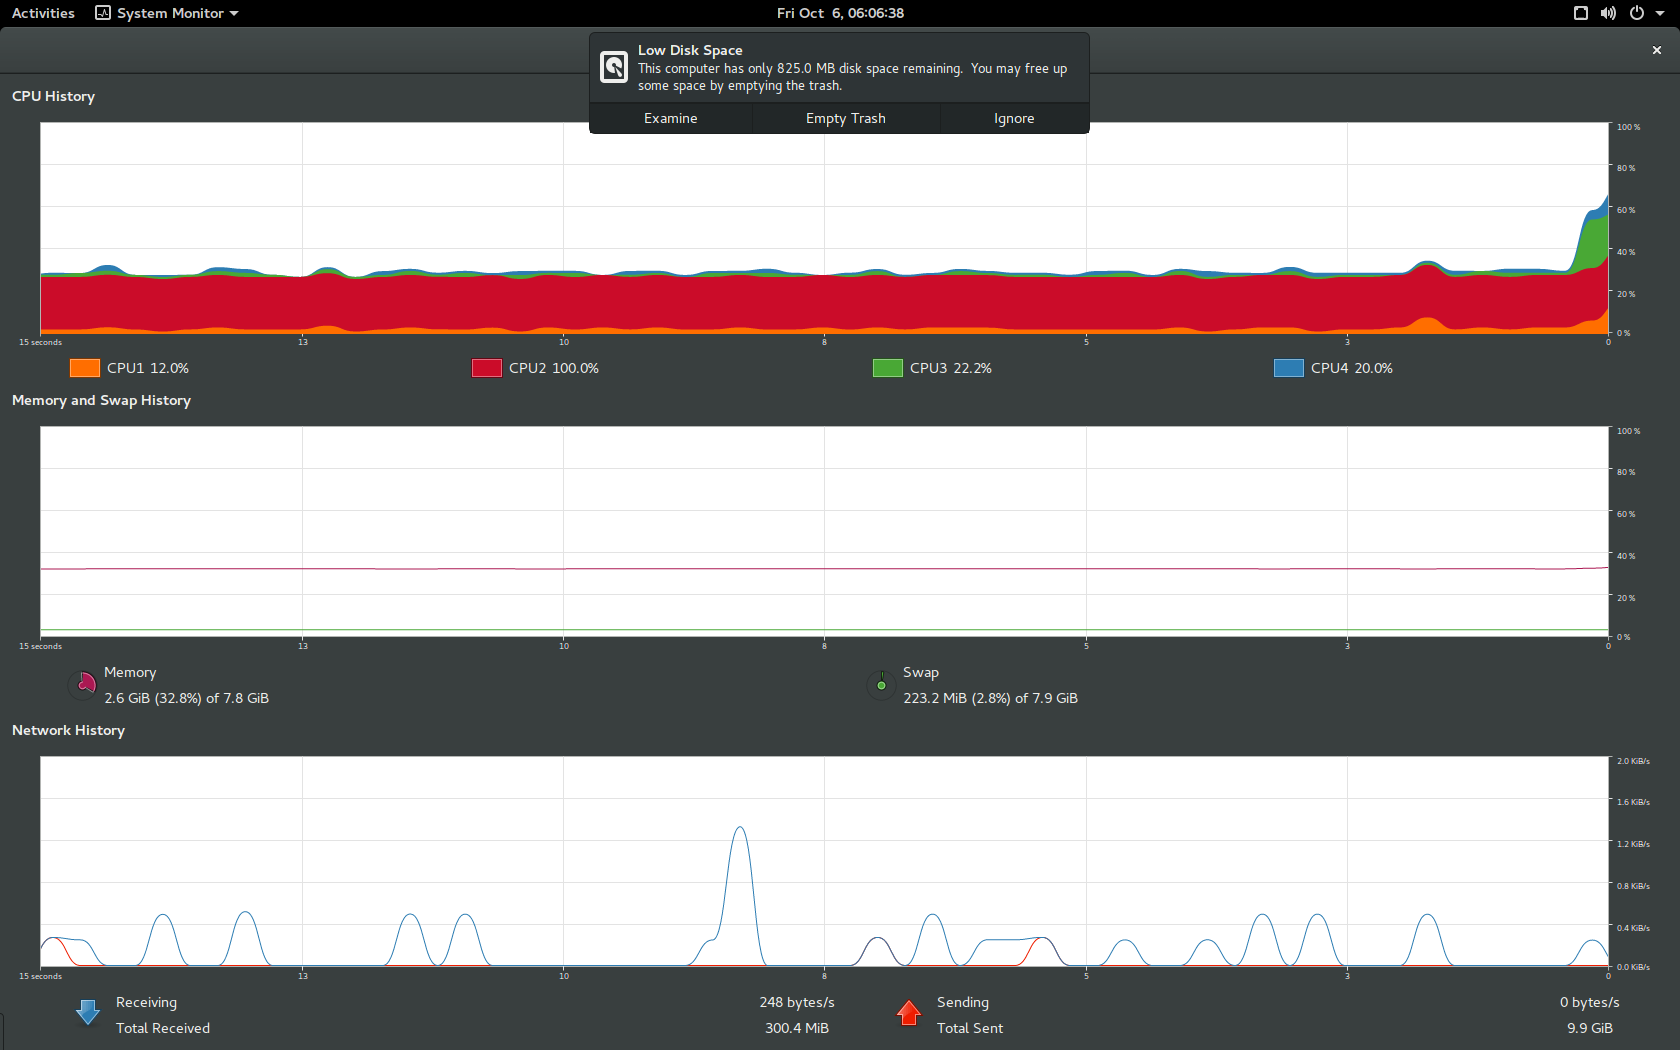 Activities System Monitor Fri Oct 6, 06:06:38
Low Disk Space
This computer has only 825.0 MB disk space remaining. You may free up
some space by emptying the trash.
Examine Empty Trash Ignore
CPU History
100 %
80 %
60 %
40 %
20 %
0 %
15 seconds 13 10 8 5 3 0
CPU1 12.0% CPU2 100.0% CPU3 22.2% CPU4 20.0%
Memory and Swap History
100 %
80 %
60 %
40 %
20 %
0 %
15 seconds 13 10 8 5 3 0
Memory
2.6 GiB (32.8%) of 7.8 GiB
Swap
223.2 MiB (2.8%) of 7.9 GiB
Network History
2.0 KiB/s
1.6 KiB/s
1.2 KiB/s
0.8 KiB/s
0.4 KiB/s
0.0 KiB/s
15 seconds 13 10 8 5 3 0
Receiving 248 bytes/s
Total Received 300.4 MiB
Sending 0 bytes/s
Total Sent 9.9 GiB